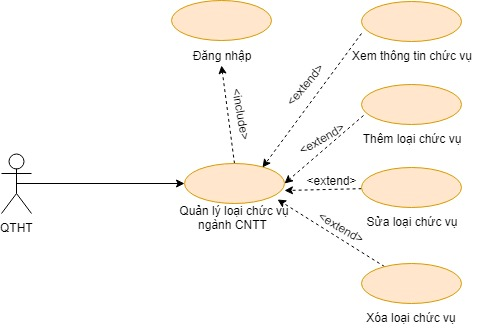 Đăng nhập
Xem thông tin chức vụ
<include>
<extend>
Thêm loại chức vụ
<extend>
<extend>
QTHT
Quản lý loại chức vụ
ngành CNTT
Sửa loại chức vụ
<extend>
Xóa loại chức vụ